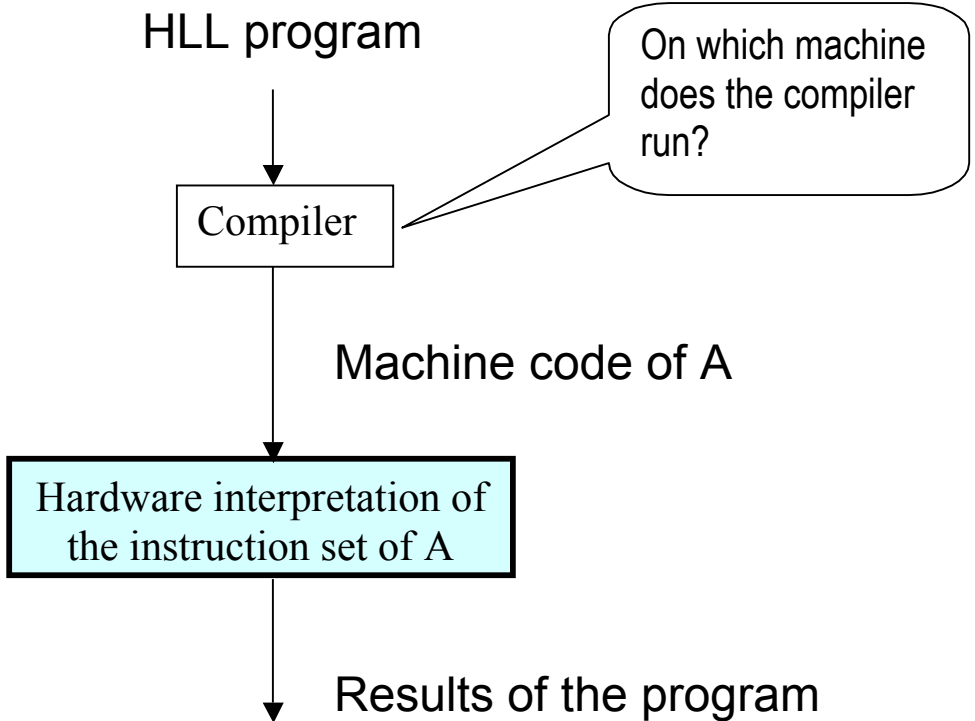 HLL program
On which machine
does the compiler
run?
Compiler
Machine code of A
Hardware interpretation of
the instruction set of A
Results of the program